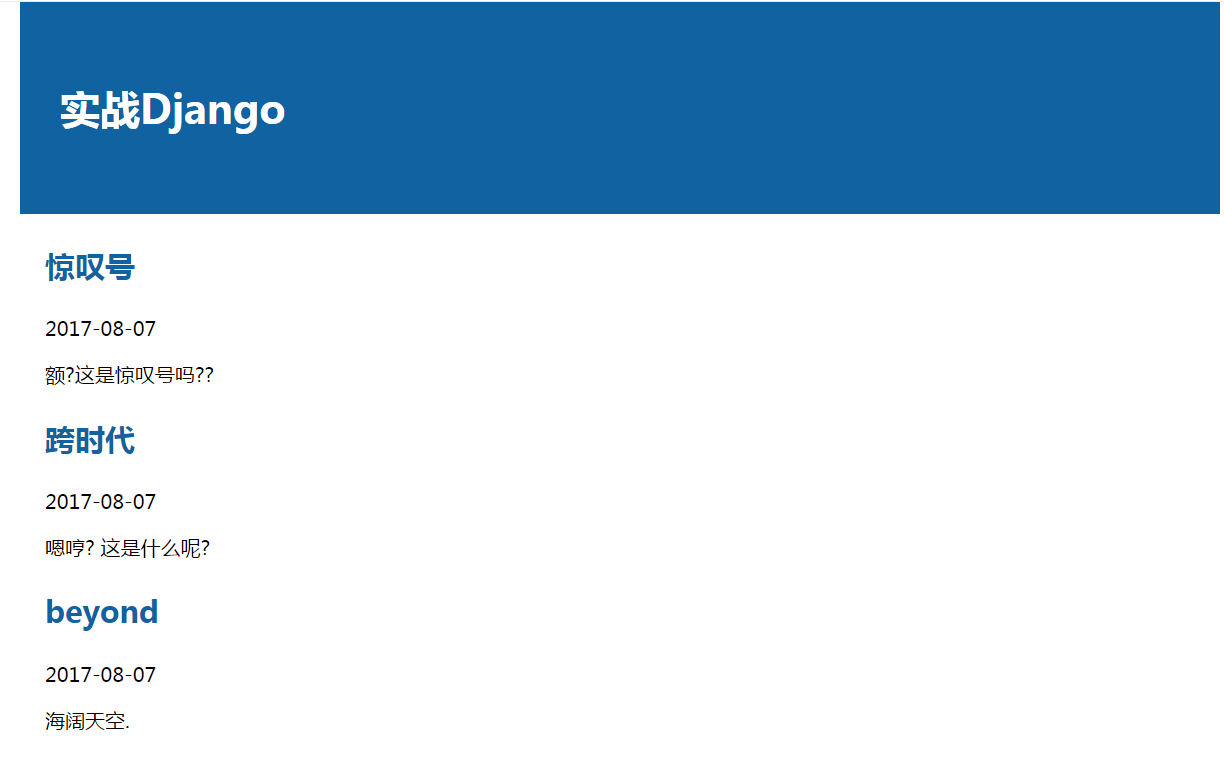 实战Django
惊叹号
2017-08-07
额?这是惊叹号吗??
跨时代
2017-08-07
嗯哼? 这是什么呢?
beyond
2017-08-07
海阔天空.